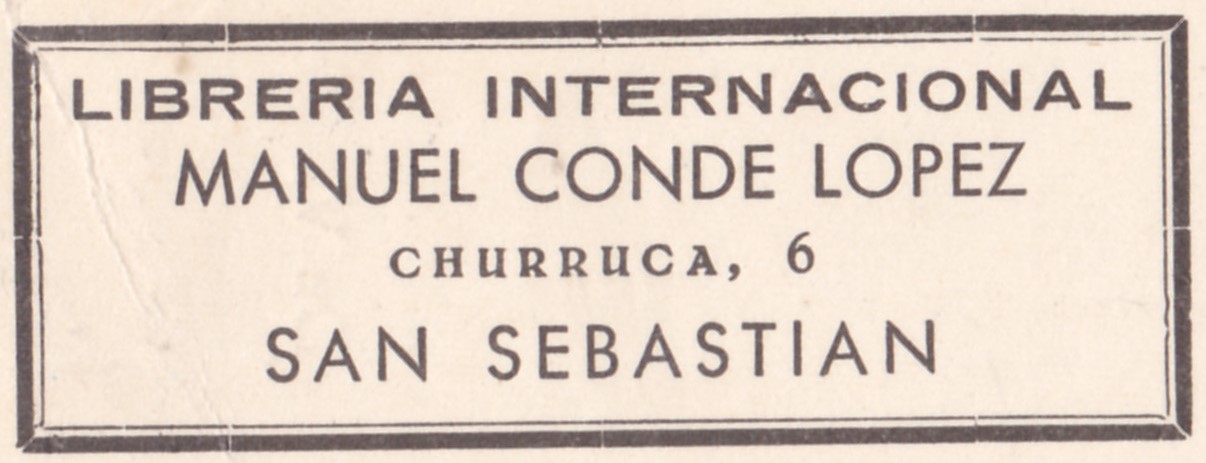 LIBRERIA INTERNACIONAL
MANUEL CONDE LOPEZ
CHURRUCA, 6
SAN SEBASTIAN